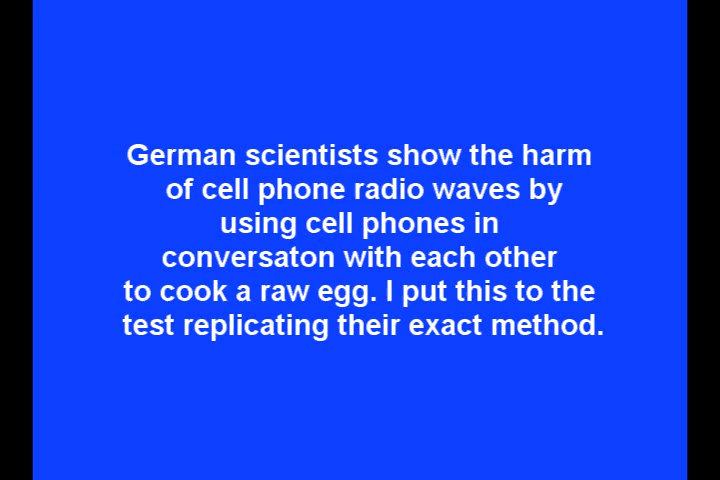 German scientists show the harm
of cell phone radio waves by
using cell phones in
conversaton with each other
to cook a raw egg. I put this to the
test replicating their exact method.